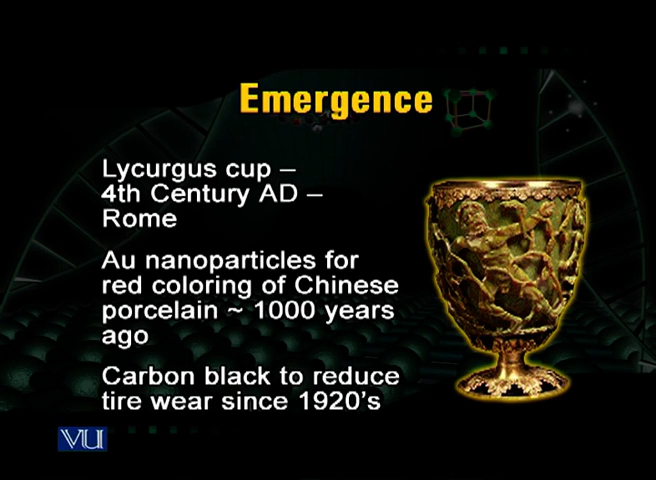 Emergence
Lycurgus cup –
4th Century AD –
Rome
Au nanoparticles for
red coloring of Chinese
porcelain ~ 1000 years
ago
Carbon black to reduce
tire wear since 1920's
VU